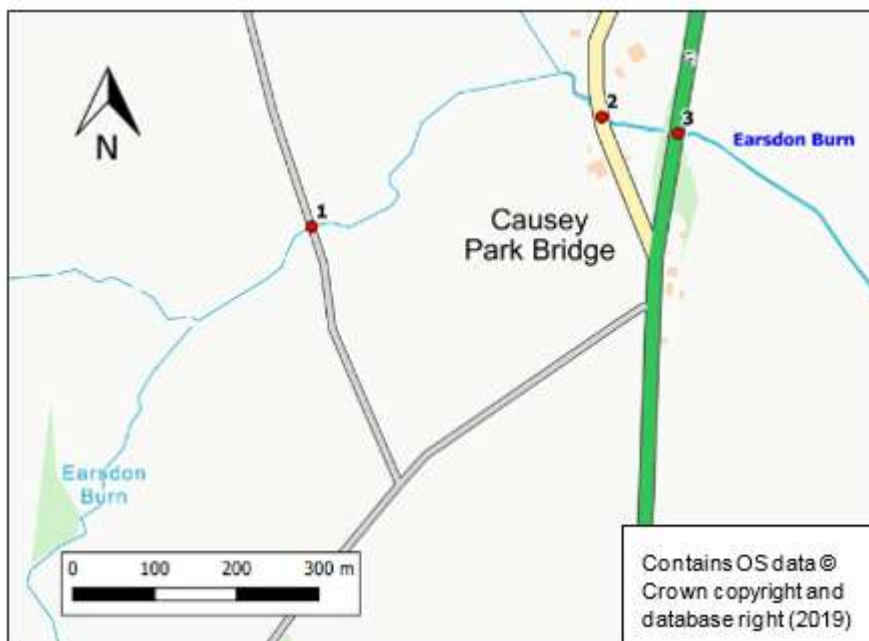 2
3
Earsdon Burn
1
Causey
Park Bridge
N
Earsdon
Burn
0 100 200 300 m
Contains OS data ©
Crown copyright and
database right (2019)